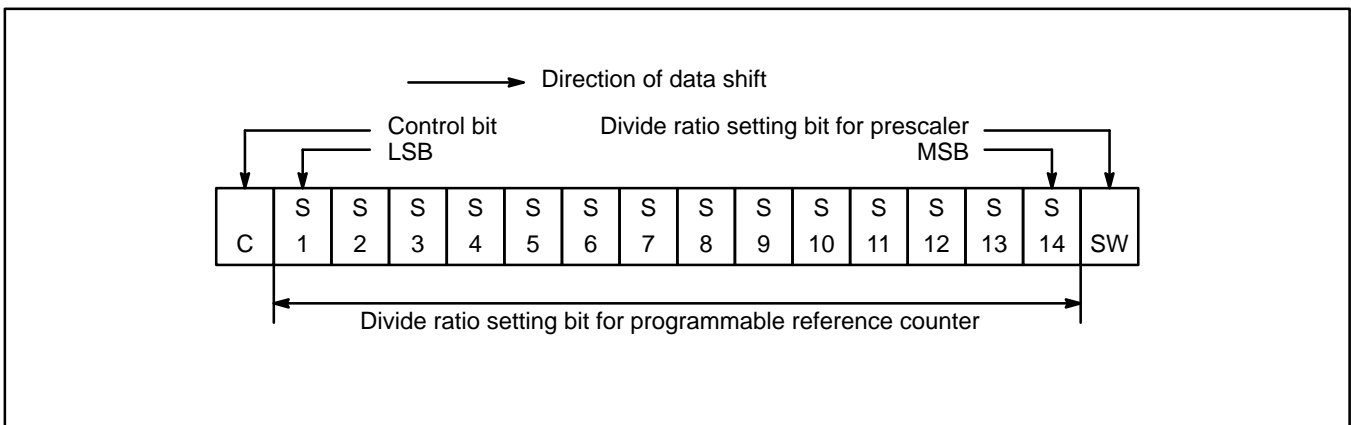 Direction of data shift
Control bit Divide ratio setting bit for prescaler
LSB MSB
S S S S S S S S S S S S S S
C 1 2 3 4 5 6 7 8 9 10 11 12 13 14 SW
Divide ratio setting bit for programmable reference counter